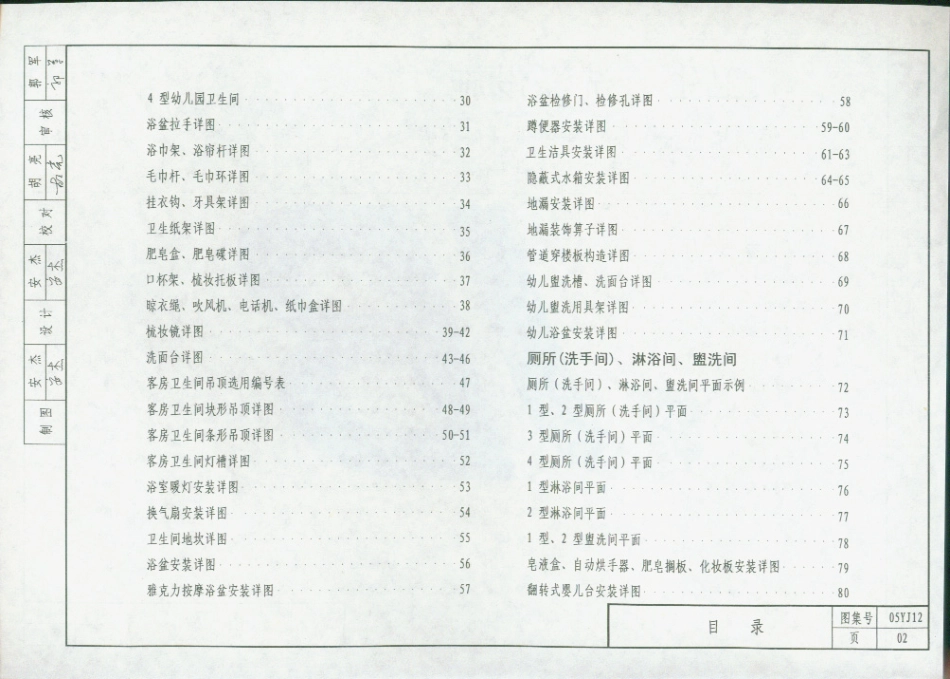 4 型幼儿园卫生间 30
浴盆拉手详图 31
浴巾架、浴帘杆详图 32
毛巾杆、毛巾环详图 33
挂衣钩、牙具架详图 34
卫生纸架详图 35
肥皂盒、肥皂碟详图 36
口杯架、梳妆托板详图 37
晾衣绳、吹风机、电话机、纸巾盒详图 38
梳妆镜详图 39-42
洗面台详图 43-46
客房卫生间吊顶选用编号表 47
客房卫生间块形吊顶详图 48-49
客房卫生间条形吊顶详图 50-51
客房卫生间灯槽详图 52
浴室暖灯安装详图 53
换气扇安装详图 54
卫生间地坎详图 55
浴盆安装详图 56
雅克力按摩浴盆安装详图 57
浴盆检修门、检修孔详图 58
蹲便器安装详图 59-60
卫生洁具安装详图 61-63
隐蔽式水箱安装详图 64-65
地漏安装详图 66
地漏装饰箅子详图 67
管道穿楼板构造详图 68
幼儿盥洗槽、洗面台详图 69
幼儿盥洗用具架详图 70
幼儿浴盆安装详图 71
厕所(洗手间)、淋浴间、盥洗间
厕所(洗手间)、淋浴间、盥洗间平面示例 72
1 型、2 型厕所(洗手间)平面 73
3 型厕所(洗手间)平面 74
4 型厕所(洗手间)平面 75
1 型淋浴间平面 76
2 型淋浴间平面 77
1 型、2 型盥洗间平面 78
皂液盒、自动烘手器、肥皂搁板、化妆板安装详图 79
翻转式婴儿台安装详图 80
目 录
图集号 05YJ12
页 02
审 核
校 对 胡 亮
设 计 安 杰
制 图 安 杰